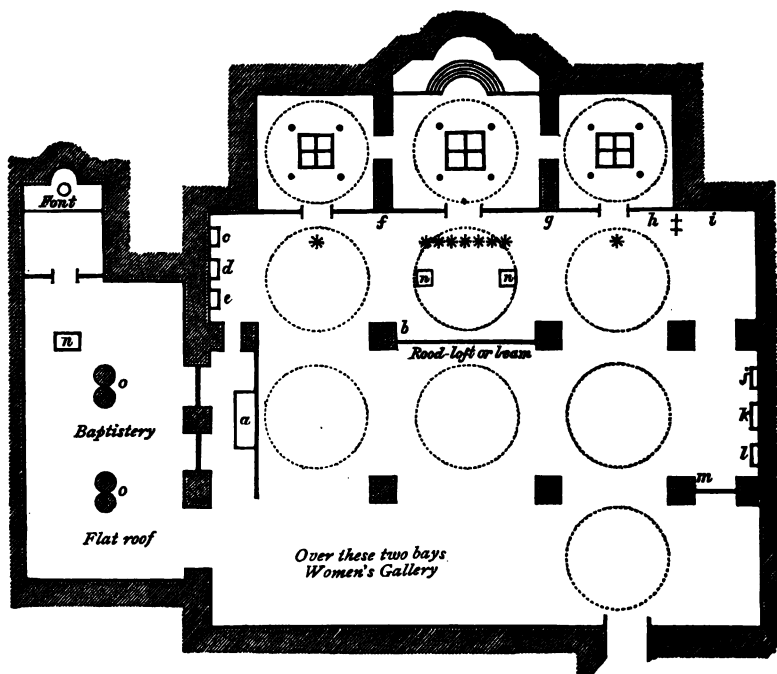 Font
f
g
h
i
c
d
e
n
n
b
Rood-loft or beam
n
o
a
j
k
l
Baptistery
m
o
Flat roof
Over these two bays
Women's Gallery